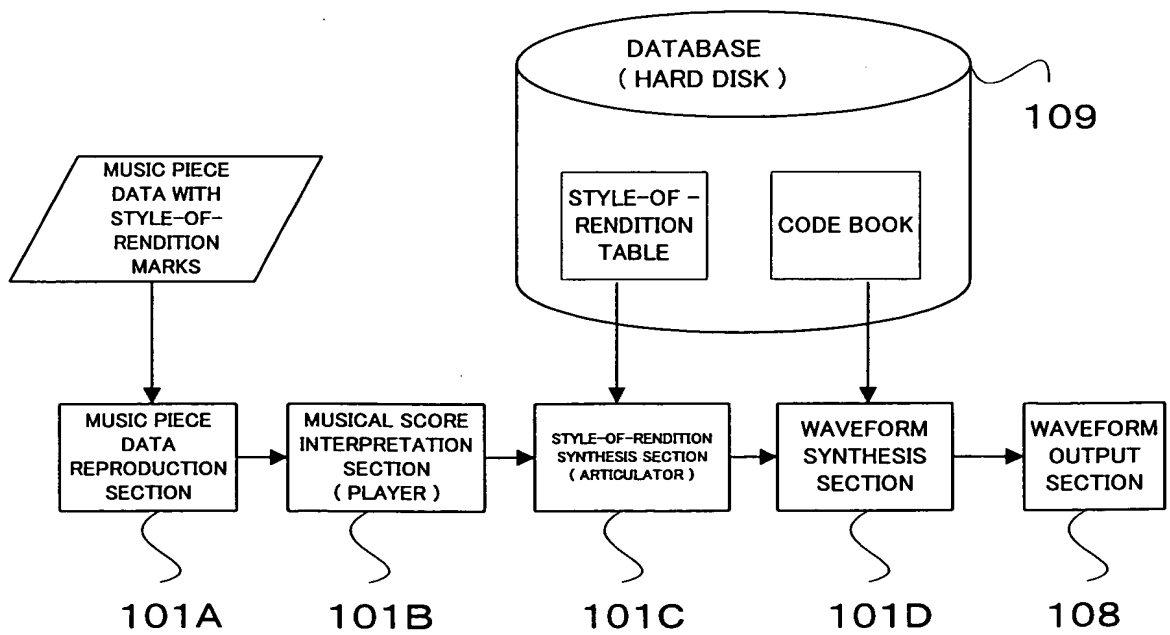 DATABASE
( HARD DISK )
109
MUSIC PIECE
DATA WITH
STYLE-OF-
RENDITION
MARKS
STYLE-OF -
RENDITION
TABLE
CODE BOOK
MUSIC PIECE
DATA
REPRODUCTION
SECTION
MUSICAL SCORE
INTERPRETATION
SECTION
( PLAYER )
STYLE-OF-RENDITION
SYNTHESIS SECTION
( ARTICULATOR )
WAVEFORM
SYNTHESIS
SECTION
WAVEFORM
OUTPUT
SECTION
101A
101B
101C
101D
108